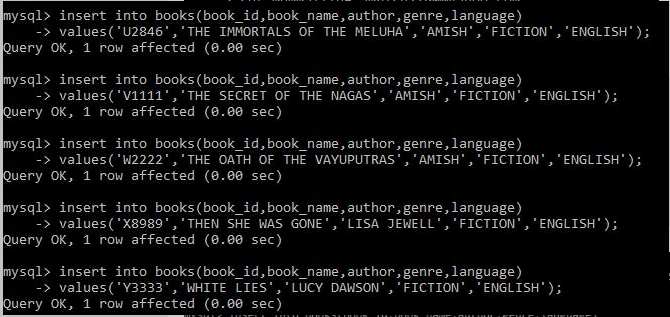 mysql> insert into books(book_id,book_name,author,genre,language)
    -> values('U2846','THE IMMORTALS OF THE MELUHA','AMISH','FICTION','ENGLISH');
Query OK, 1 row affected (0.00 sec)
mysql> insert into books(book_id,book_name,author,genre,language)
    -> values('V1111','THE SECRET OF THE NAGAS','AMISH','FICTION','ENGLISH');
Query OK, 1 row affected (0.00 sec)
mysql> insert into books(book_id,book_name,author,genre,language)
    -> values('W2222','THE OATH OF THE VAYUPUTRAS','AMISH','FICTION','ENGLISH');
Query OK, 1 row affected (0.00 sec)
mysql> insert into books(book_id,book_name,author,genre,language)
    -> values('X8989','THEN SHE WAS GONE','LISA JEWELL','FICTION','ENGLISH');
Query OK, 1 row affected (0.00 sec)
mysql> insert into books(book_id,book_name,author,genre,language)
    -> values('Y3333','WHITE LIES','LUCY DAWSON','FICTION','ENGLISH');
Query OK, 1 row affected (0.00 sec)